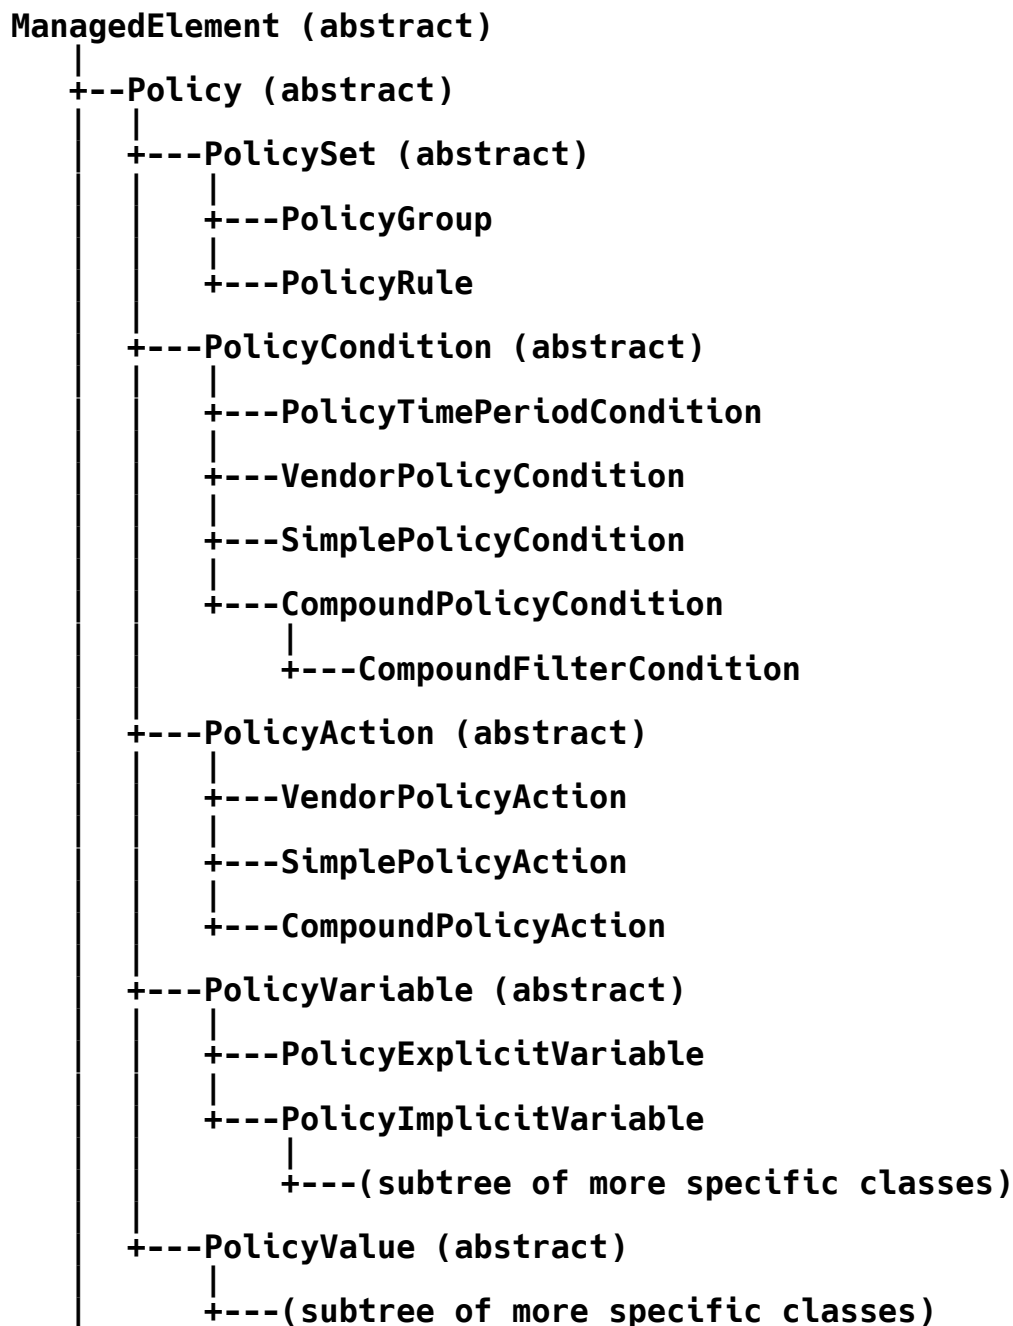 ManagedElement (abstract)
   |
   +--Policy (abstract)
   |  |
   |  +---PolicySet (abstract)
   |  |   |
   |  |   +---PolicyGroup
   |  |   |
   |  |   +---PolicyRule
   |  |
   |  +---PolicyCondition (abstract)
   |  |   |
   |  |   +---PolicyTimePeriodCondition
   |  |   |
   |  |   +---VendorPolicyCondition
   |  |   |
   |  |   +---SimplePolicyCondition
   |  |   |
   |  |   +---CompoundPolicyCondition
   |  |       |
   |  |       +---CompoundFilterCondition
   |  |
   |  +---PolicyAction (abstract)
   |  |   |
   |  |   +---VendorPolicyAction
   |  |   |
   |  |   +---SimplePolicyAction
   |  |   |
   |  |   +---CompoundPolicyAction
   |  |
   |  +---PolicyVariable (abstract)
   |  |   |
   |  |   +---PolicyExplicitVariable
   |  |   |
   |  |   +---PolicyImplicitVariable
   |  |       |
   |  |       +---(subtree of more specific classes)
   |  |
   |  +---PolicyValue (abstract)
   |      |
   |      +---(subtree of more specific classes)